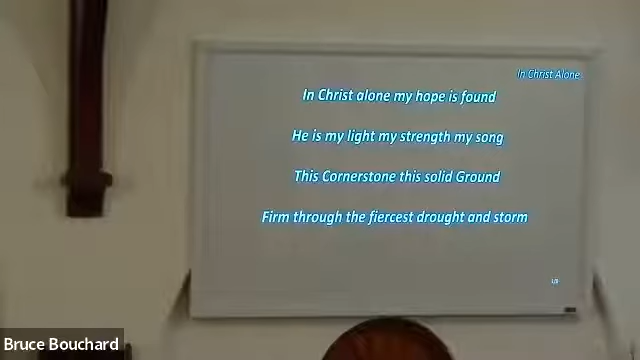 In Christ Alone
In Christ alone my hope is found
He is my light my strength my song
This Cornerstone this solid Ground
Firm through the fiercest drought and storm
Bruce Bouchard